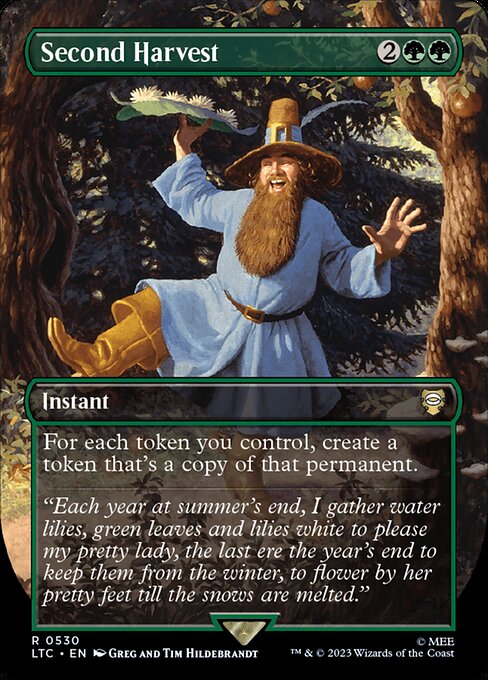 Second Harvest 2
Instant
For each token you control, create a
token that's a copy of that permanent.
“Each year at summer's end, I gather water
lilies, green leaves and lilies white to please
my pretty lady, the last ere the year's end to
keep them from the winter, to flower by her
pretty feet till the snows are melted.”
R 0530
LTC • EN Greg and Tim Hildebrandt
© MEE
™ & © 2023 Wizards of the Coast